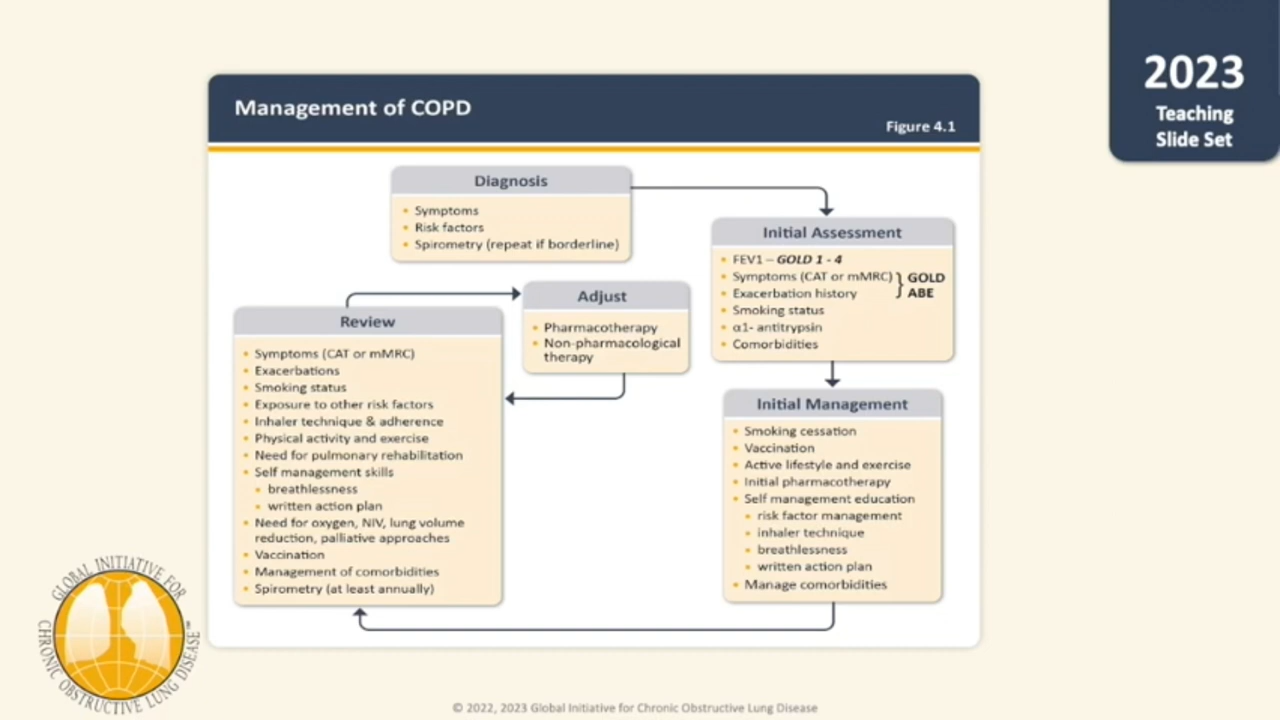 2023
Teaching
Slide Set
Management of COPD
Figure 4.1
Diagnosis
• Symptoms
• Risk factors
• Spirometry (repeat if borderline)
Initial Assessment
• FEV1 – GOLD 1 - 4
• Symptoms (CAT or mMRC)
• Exacerbation history
} GOLD
ABE
• Smoking status
• α1- antitrypsin
• Comorbidities
Initial Management
• Smoking cessation
• Vaccination
• Active lifestyle and exercise
• Initial pharmacotherapy
• Self management education
• risk factor management
• inhaler technique
• breathlessness
• written action plan
• Manage comorbidities
Review
• Symptoms (CAT or mMRC)
• Exacerbations
• Smoking status
• Exposure to other risk factors
• Inhaler technique & adherence
• Physical activity and exercise
• Need for pulmonary rehabilitation
• Self management skills
• breathlessness
• written action plan
• Need for oxygen, NIV, lung volume
reduction, palliative approaches
• Vaccination
• Management of comorbidities
• Spirometry (at least annually)
Adjust
• Pharmacotherapy
• Non-pharmacological
therapy
GLOBAL INITIATIVE FOR
CHRONIC OBSTRUCTIVE LUNG DISEASE™
© 2022, 2023 Global Initiative for Chronic Obstructive Lung Disease